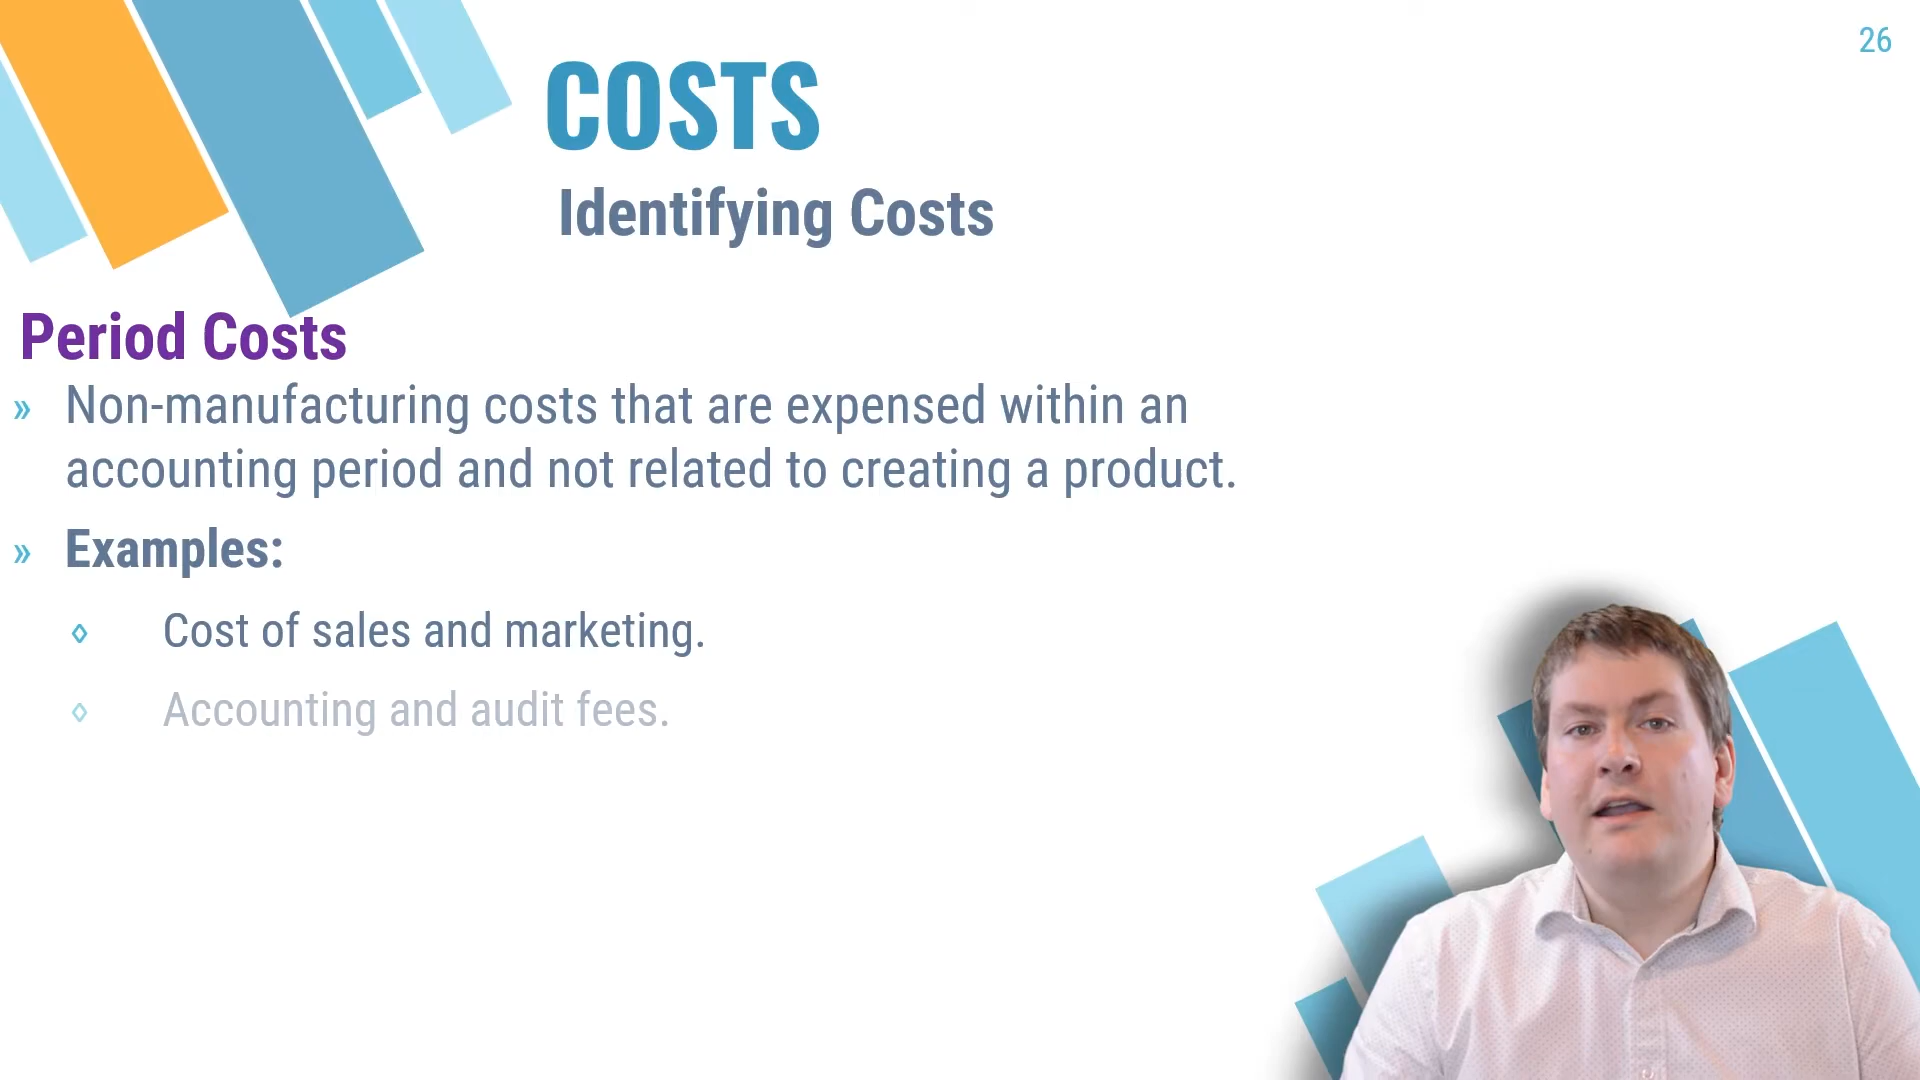 26
COSTS
Identifying Costs
Period Costs
» Non-manufacturing costs that are expensed within an
accounting period and not related to creating a product.
» Examples:
◊ Cost of sales and marketing.
◊ Accounting and audit fees.